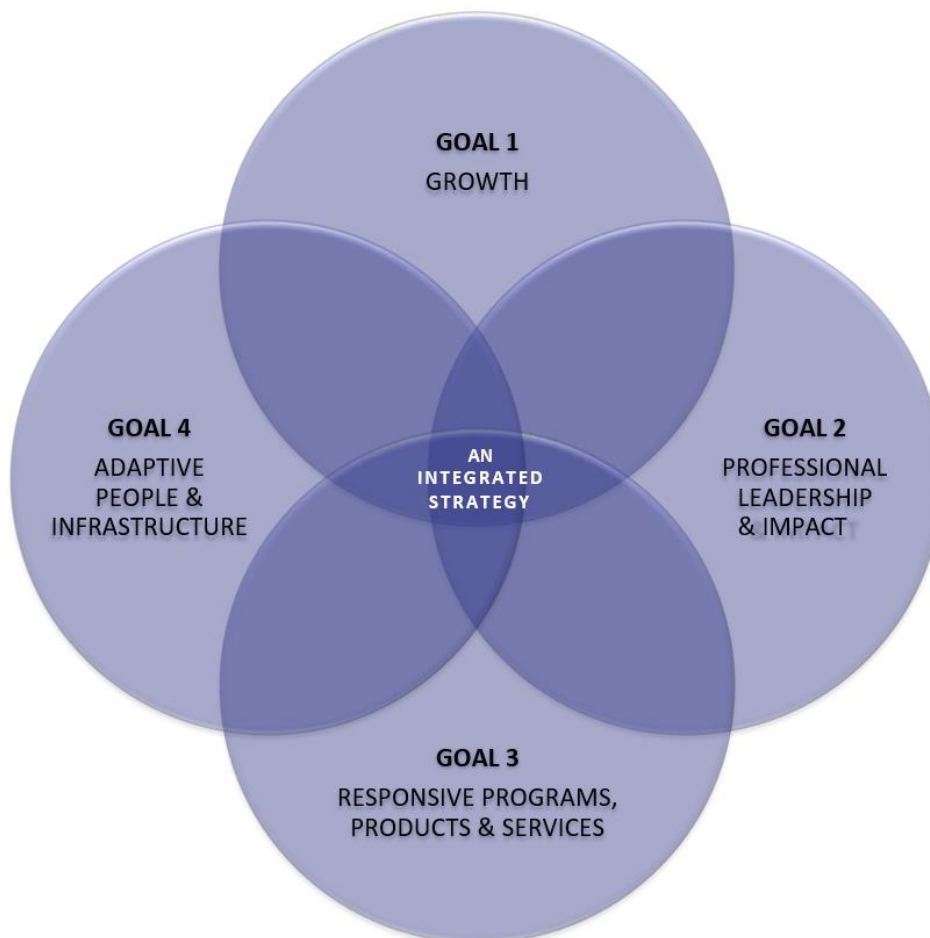 GOAL 1
GROWTH
GOAL 4
ADAPTIVE
PEOPLE &
INFRASTRUCTURE
AN
INTEGRATED
STRATEGY
GOAL 2
PROFESSIONAL
LEADERSHIP
& IMPACT
GOAL 3
RESPONSIVE PROGRAMS,
PRODUCTS & SERVICES